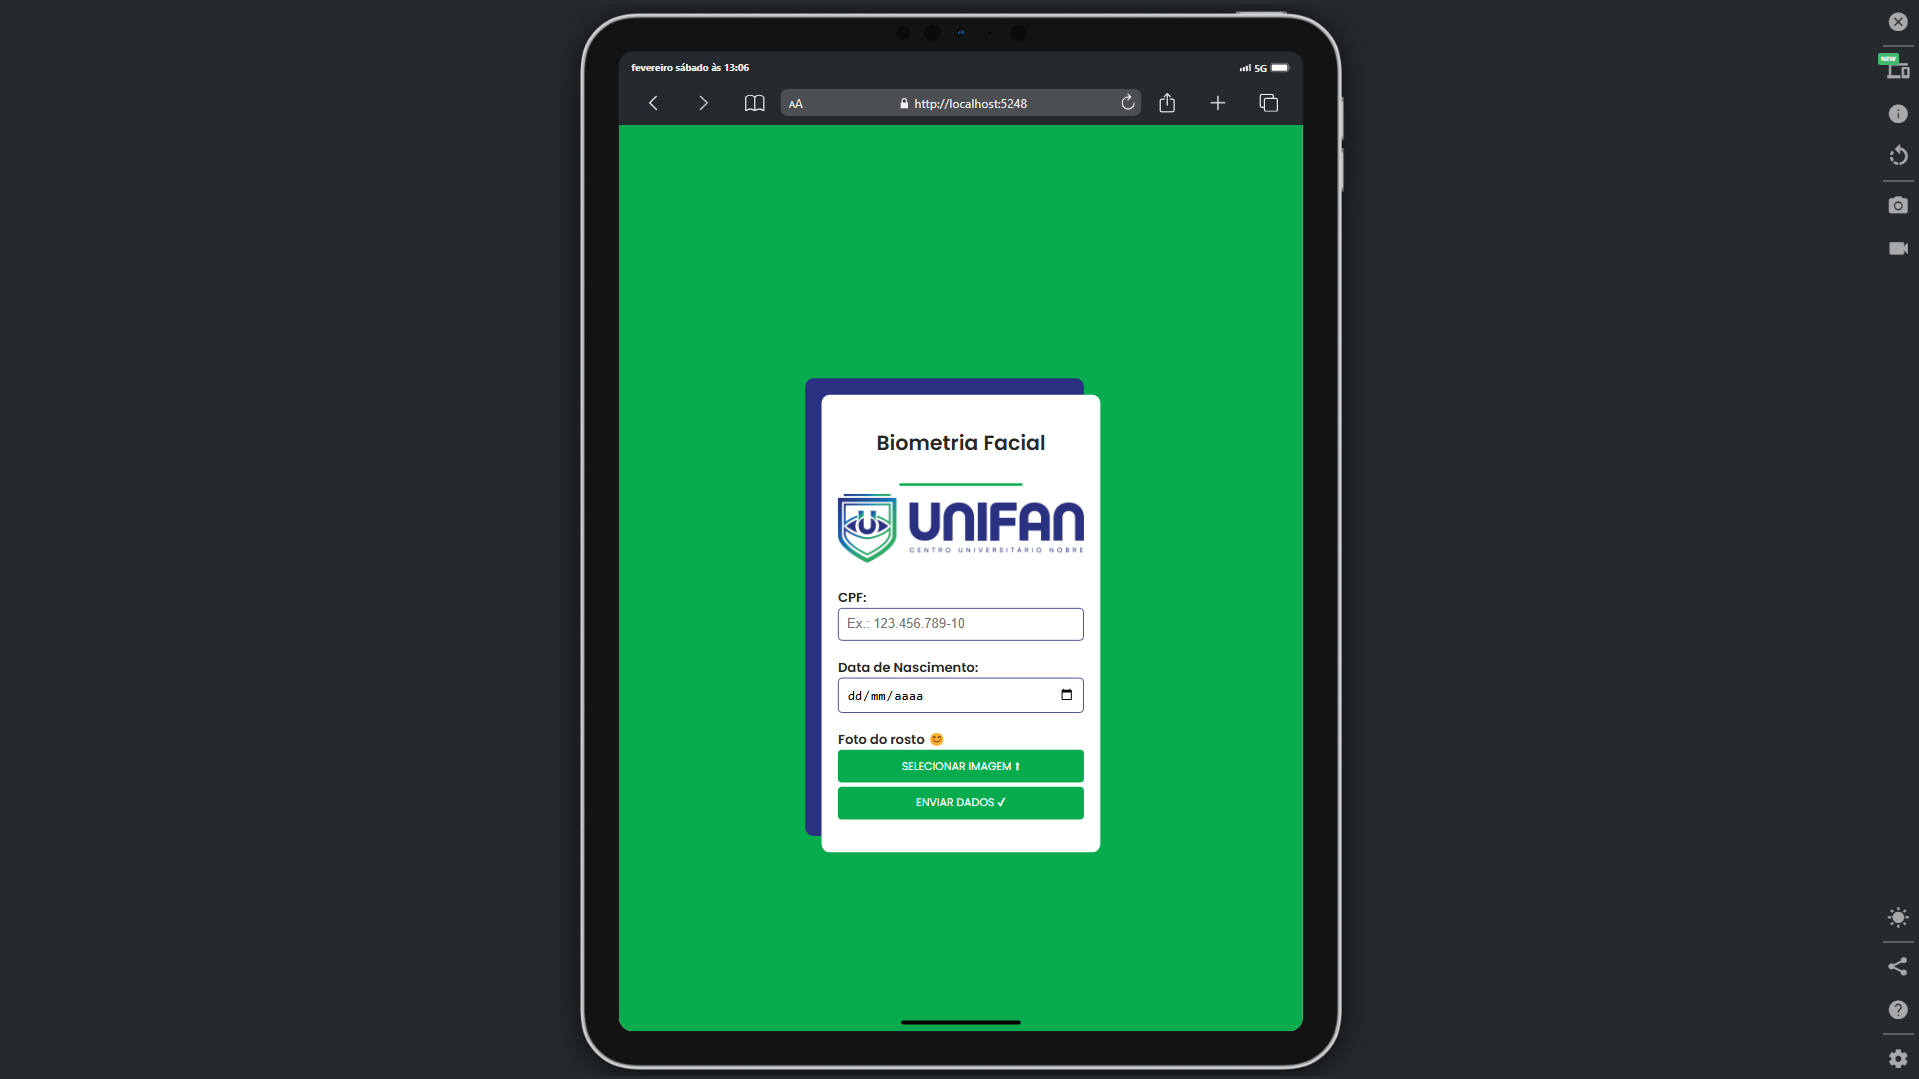 fevereiro sábado às 13:06
5G
AA
http://localhost:5248
NEW
Biometria Facial
U
UNIFAN
CENTRO UNIVERSITÁRIO NOBRE
CPF:
Ex.: 123.456.789-10
Data de Nascimento:
dd/mm/aaaa
Foto do rosto 😊
SELECIONAR IMAGEM ⬆
ENVIAR DADOS ✔